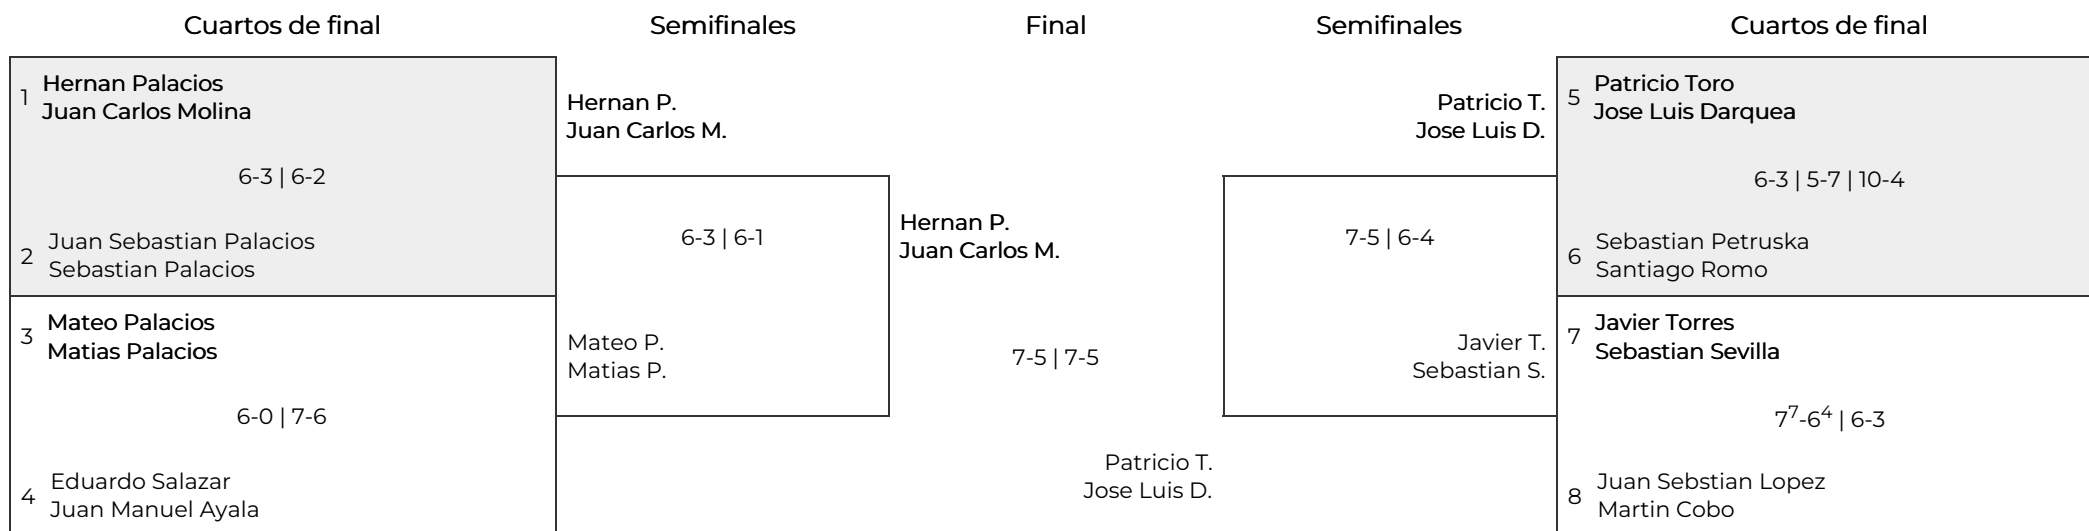 Cuartos de final
Semifinales
Final
Semifinales
Cuartos de final
1
Hernan Palacios
Juan Carlos Molina
6-3 | 6-2
2
Juan Sebastian Palacios
Sebastian Palacios
3
Mateo Palacios
Matias Palacios
6-0 | 7-6
4
Eduardo Salazar
Juan Manuel Ayala
Hernan P.
Juan Carlos M.
6-3 | 6-1
Mateo P.
Matias P.
Hernan P.
Juan Carlos M.
7-5 | 7-5
Patricio T.
Jose Luis D.
Patricio T.
Jose Luis D.
7-5 | 6-4
Javier T.
Sebastian S.
5
Patricio Toro
Jose Luis Darquea
6-3 | 5-7 | 10-4
6
Sebastian Petruska
Santiago Romo
7
Javier Torres
Sebastian Sevilla
7⁷-6⁴ | 6-3
8
Juan Sebstian Lopez
Martin Cobo